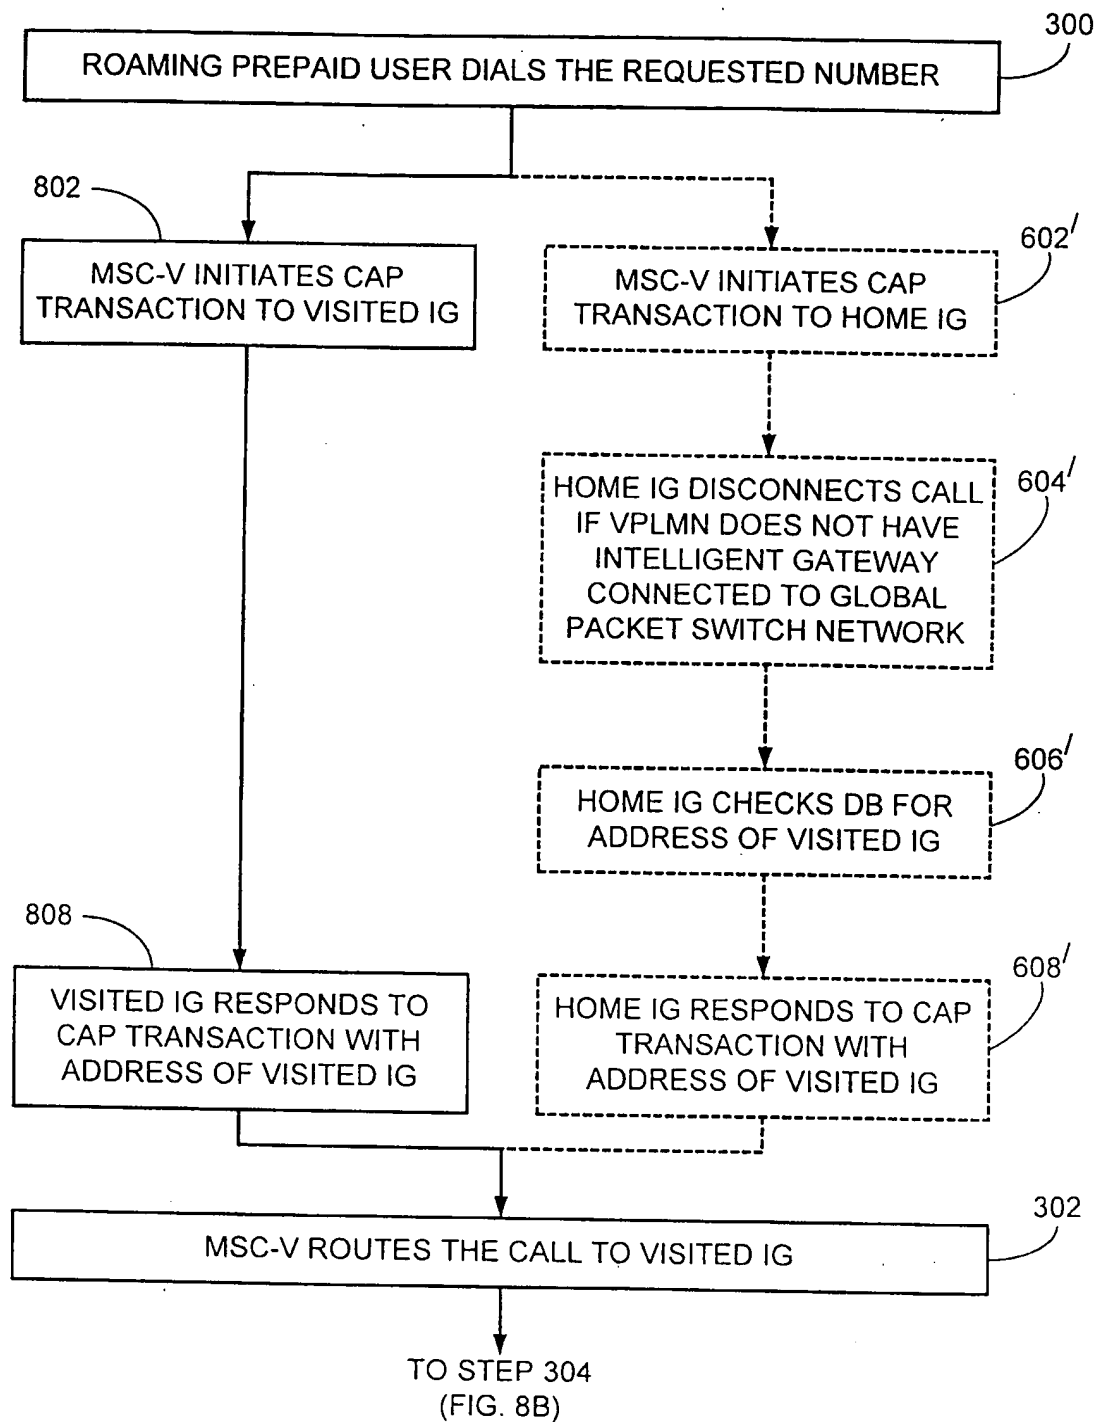 300
ROAMING PREPAID USER DIALS THE REQUESTED NUMBER
802
MSC-V INITIATES CAP
TRANSACTION TO VISITED IG
602'
MSC-V INITIATES CAP
TRANSACTION TO HOME IG
604'
HOME IG DISCONNECTS CALL
IF VPLMN DOES NOT HAVE
INTELLIGENT GATEWAY
CONNECTED TO GLOBAL
PACKET SWITCH NETWORK
606'
HOME IG CHECKS DB FOR
ADDRESS OF VISITED IG
808
VISITED IG RESPONDS TO
CAP TRANSACTION WITH
ADDRESS OF VISITED IG
608'
HOME IG RESPONDS TO CAP
TRANSACTION WITH
ADDRESS OF VISITED IG
302
MSC-V ROUTES THE CALL TO VISITED IG
TO STEP 304
(FIG. 8B)